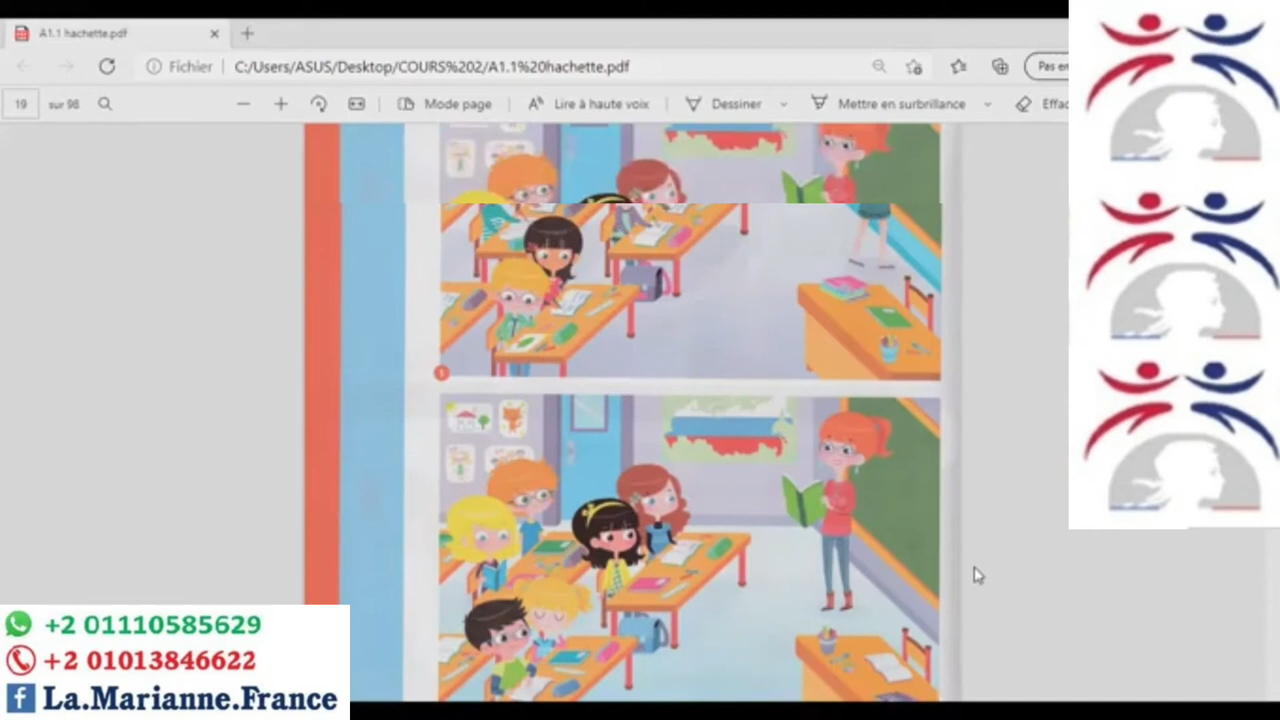 A1.1 hachette.pdf
Fichier C:/Users/ASUS/Desktop/COURS%202/A1.1%20hachette.pdf Pas en
19 sur 98 Mode page Lire à haute voix Dessiner Mettre en surbrillance Effac
1
+2 01110585629
+2 01013846622
f La.Marianne.France